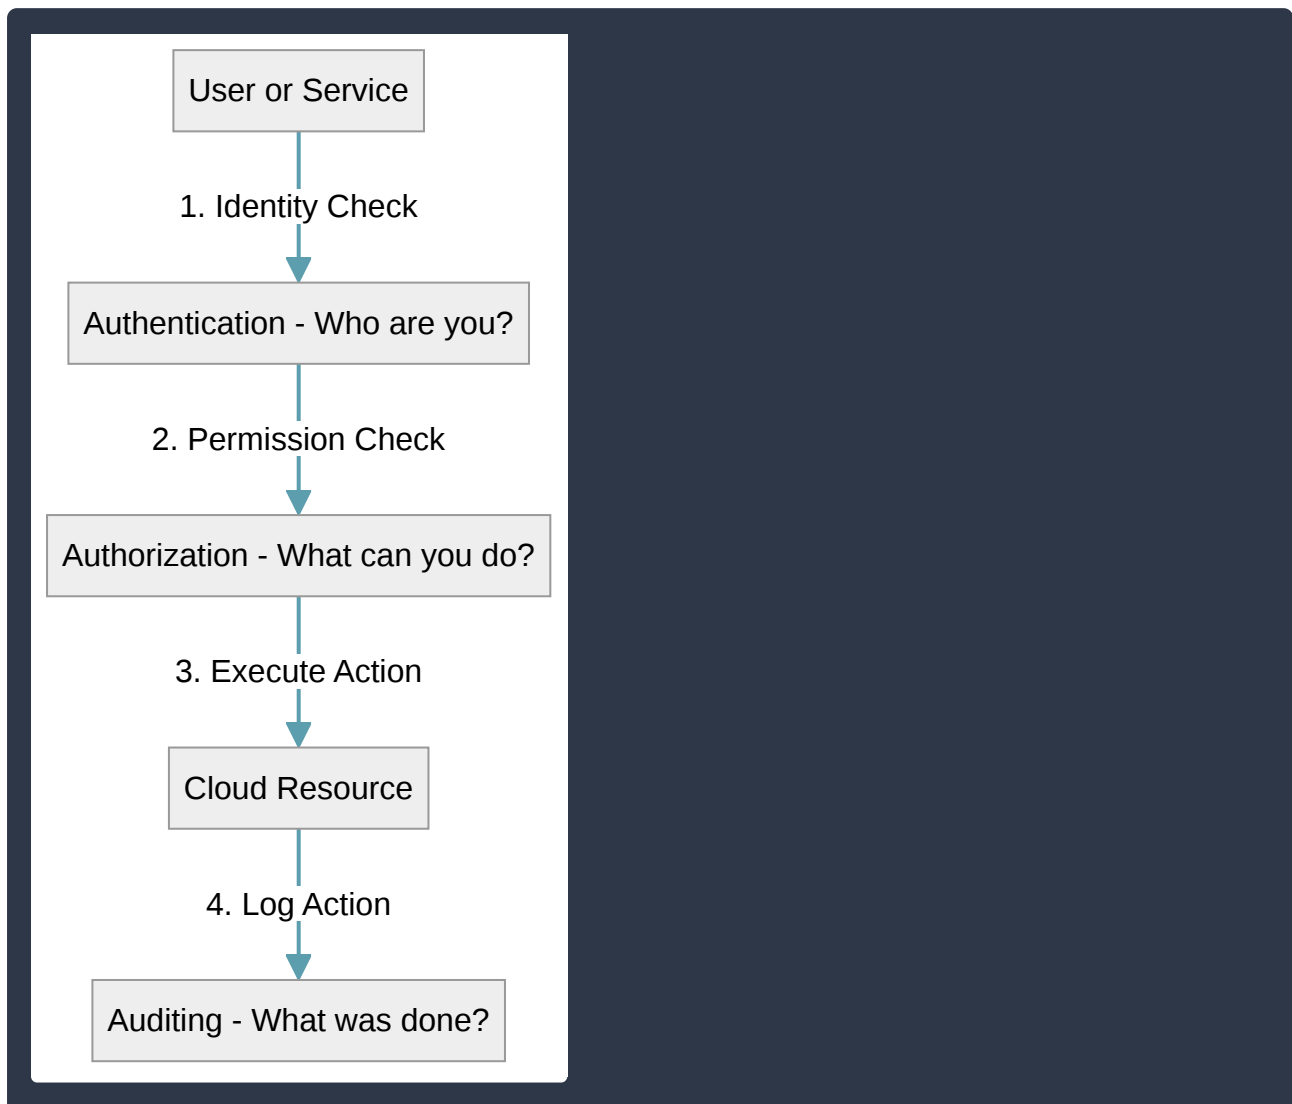 User or Service
1. Identity Check
Authentication - Who are you?
2. Permission Check
Authorization - What can you do?
3. Execute Action
Cloud Resource
4. Log Action
Auditing - What was done?